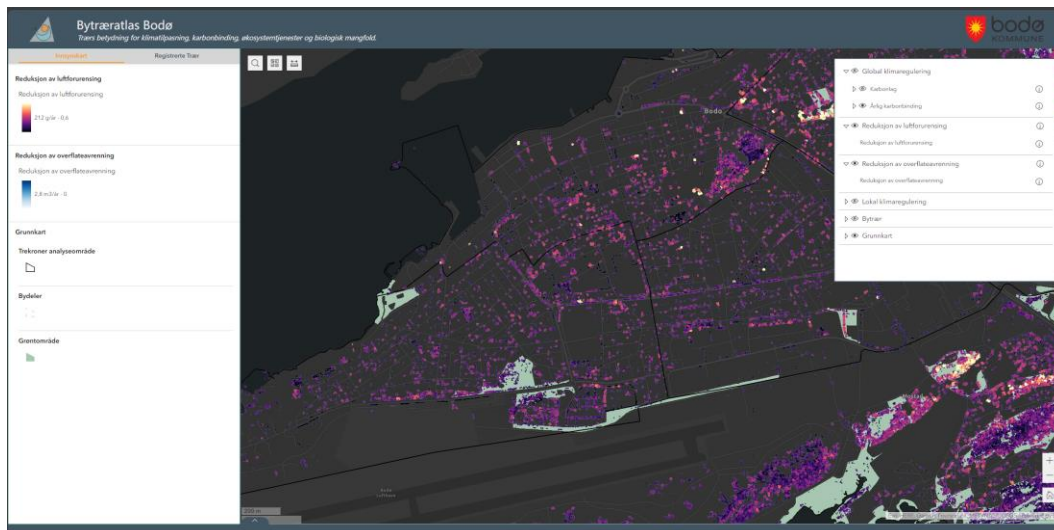 Bytræratlas Bodø
Trærs betydning for klimatilpasning, karbonbinding, økosystemtjenester og biologisk mangfold.
bodø
KOMMUNE
Registrerte Trær
Reduksjon av luftforurensing
Reduksjon av luftforurensing
212 g/år - 0,6
Reduksjon av overflateavrenning
Reduksjon av overflateavrenning
2,8 m3/år - 0
Grunnkart
Trekroner analyseområde
Bydeler
Grøntområde
Bodø
Global klimaregulering
Karbonlag
Årlig karbonbinding
Reduksjon av luftforurensing
Reduksjon av luftforurensing
Reduksjon av overflateavrenning
Reduksjon av overflateavrenning
Lokal klimaregulering
Bytrær
Grunnkart